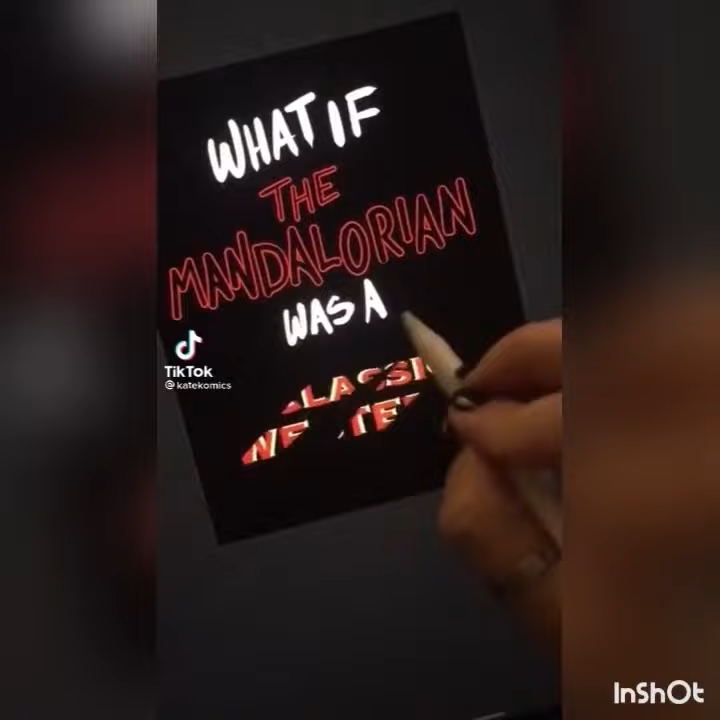 WHAT IF
THE
MANDALORIAN
WAS A
TikTok
@katekomics
InShOt